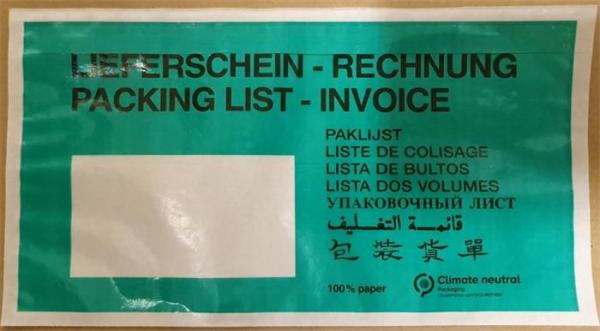 LIEFERSCHEIN - RECHNUNG
PACKING LIST - INVOICE
PAKLIJST
LISTE DE COLISAGE
LISTA DE BULTOS
LISTA DOS VOLUMES
УПАКОВОЧНЫЙ ЛИСТ
قائمة التغليف
包裝貨單
100% paper
Climate neutral
Packaging